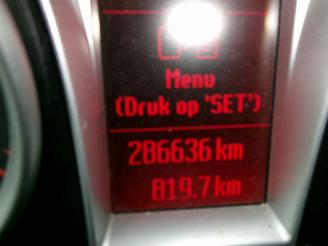 Menu
(Druk op 'SET')
286636 km
819.7 km